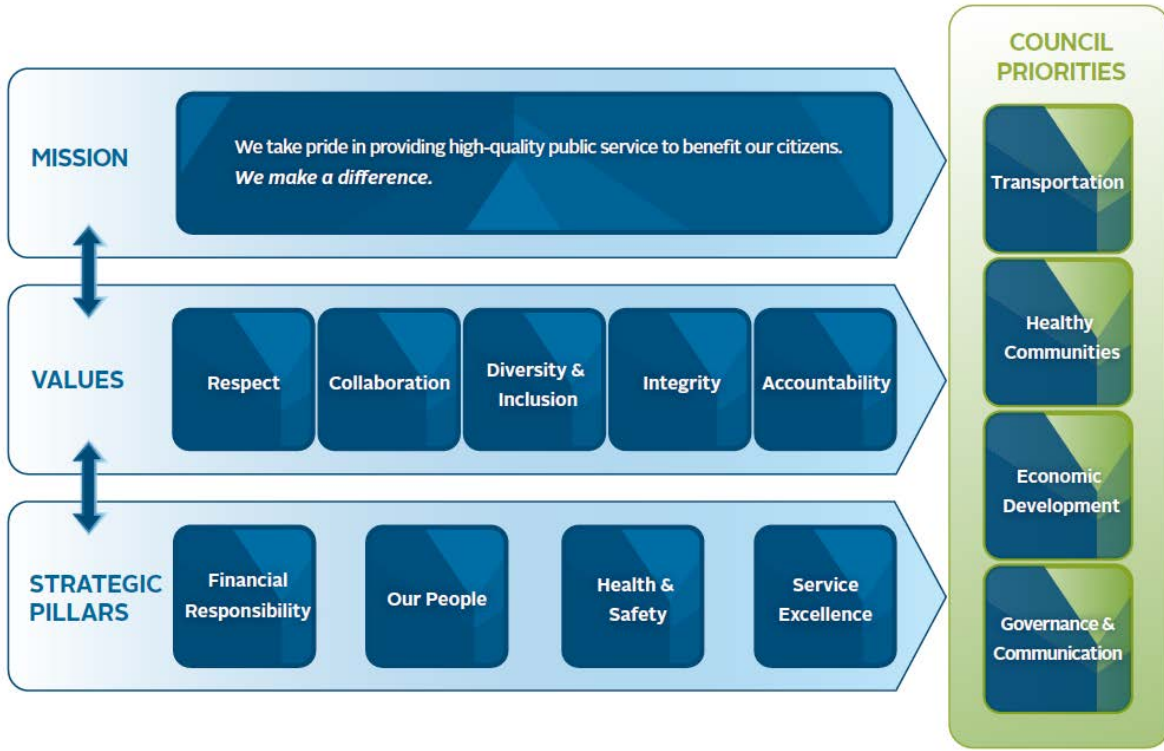 MISSION
We take pride in providing high-quality public service to benefit our citizens.
We make a difference.
VALUES
Respect
Collaboration
Diversity &
Inclusion
Integrity
Accountability
STRATEGIC
PILLARS
Financial
Responsibility
Our People
Health &
Safety
Service
Excellence
COUNCIL
PRIORITIES
Transportation
Healthy
Communities
Economic
Development
Governance &
Communication